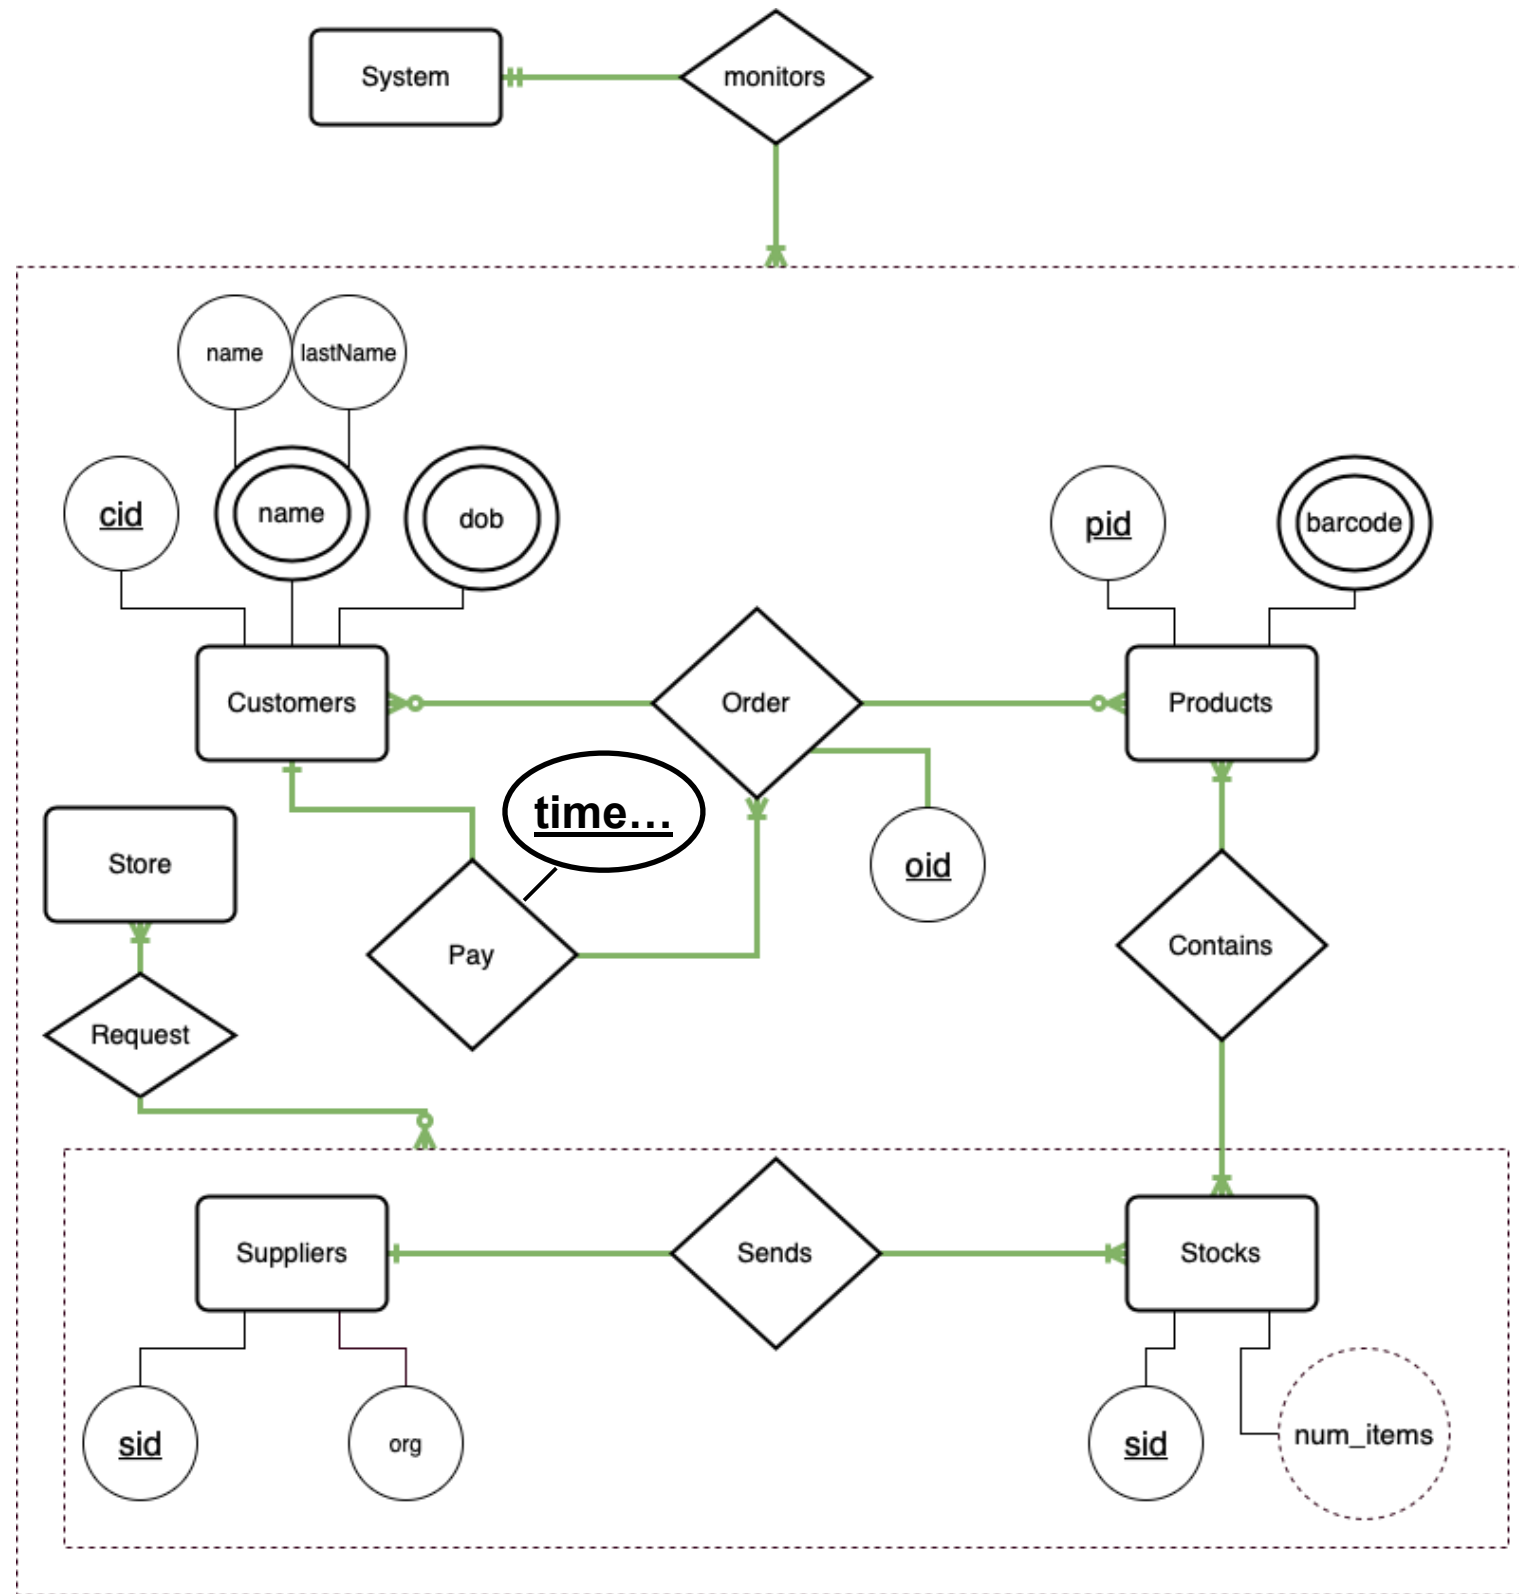 System
monitors
name
lastName
cid
name
dob
pid
barcode
Customers
Order
Products
time…
Store
oid
Pay
Contains
Request
Suppliers
Sends
Stocks
sid
org
sid
num_items